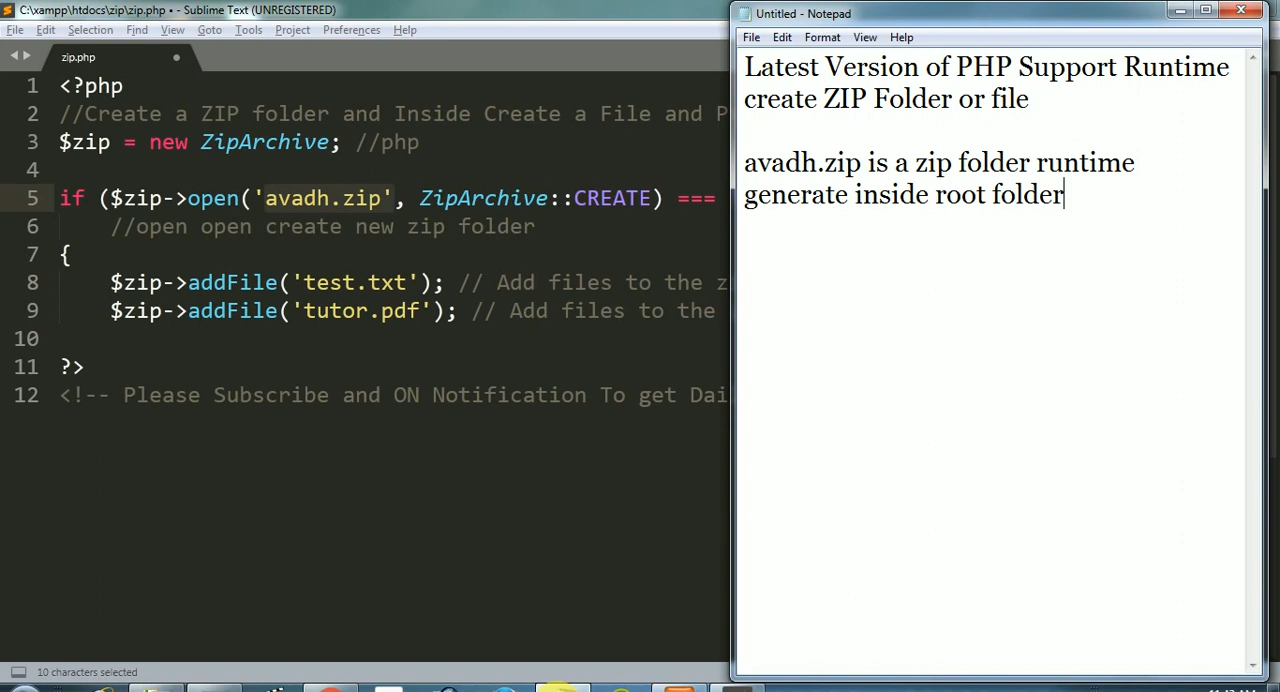 C:\xampp\htdocs\zip\zip.php • - Sublime Text (UNREGISTERED)
File Edit Selection Find View Goto Tools Project Preferences Help
zip.php
1 <?php
2 //Create a ZIP folder and Inside Create a File and
3 $zip = new ZipArchive; //php
4
5 if ($zip->open('avadh.zip', ZipArchive::CREATE) ===
6 //open open create new zip folder
7 {
8 $zip->addFile('test.txt'); // Add files to the
9 $zip->addFile('tutor.pdf'); // Add files to the
10
11 ?>
12 <!-- Please Subscribe and ON Notification To get
10 characters selected
Untitled - Notepad
File Edit Format View Help
Latest Version of PHP Support Runtime
create ZIP Folder or file
avadh.zip is a zip folder runtime
generate inside root folder